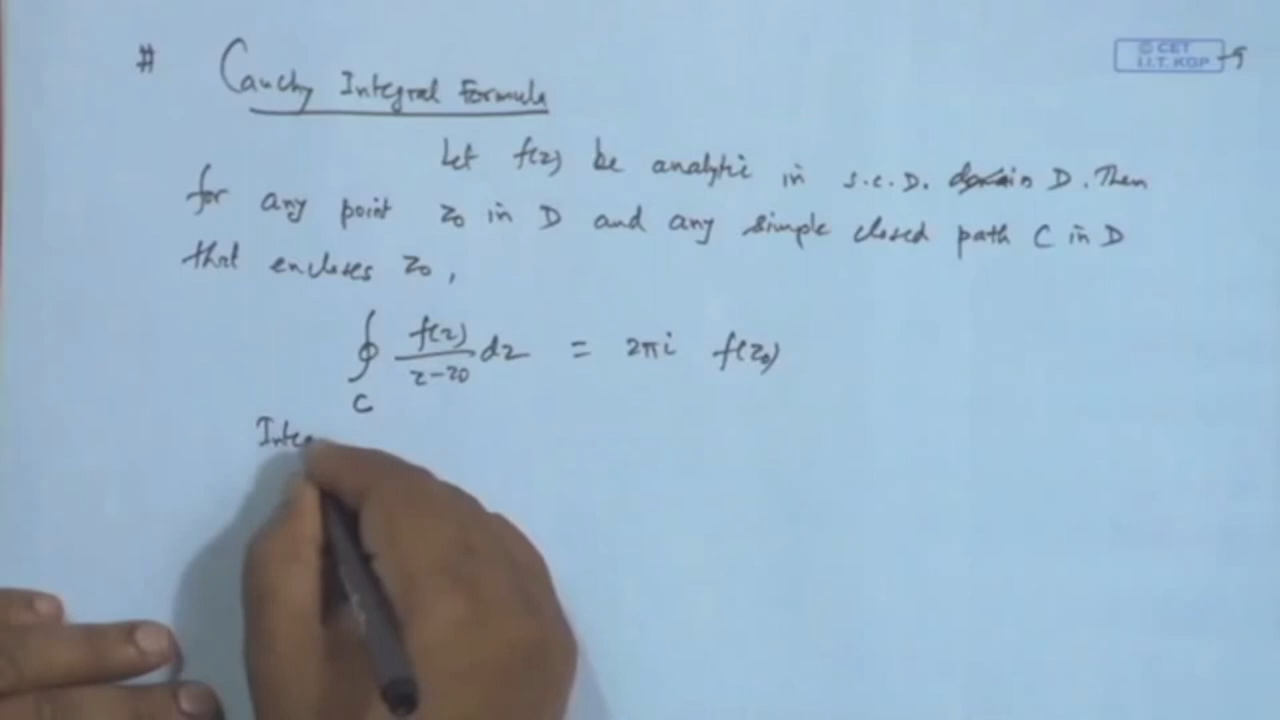 # Cauchy Integral Formula
© CET
I.I.T. KGP
Let f(z) be analytic in s.c.D. D. Then
for any point z0 in D and any simple closed path C in D
that encloses z0,
∮C f(z)/(z-z0) dz = 2πi f(z0)
Integ